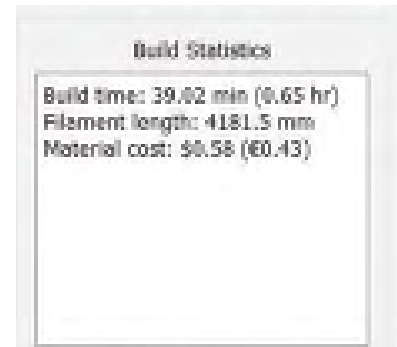 Build Statistics
Build time: 39.02 min (0.65 hr)
Filament length: 4181.5 mm
Material cost: $0.58 (€0.43)